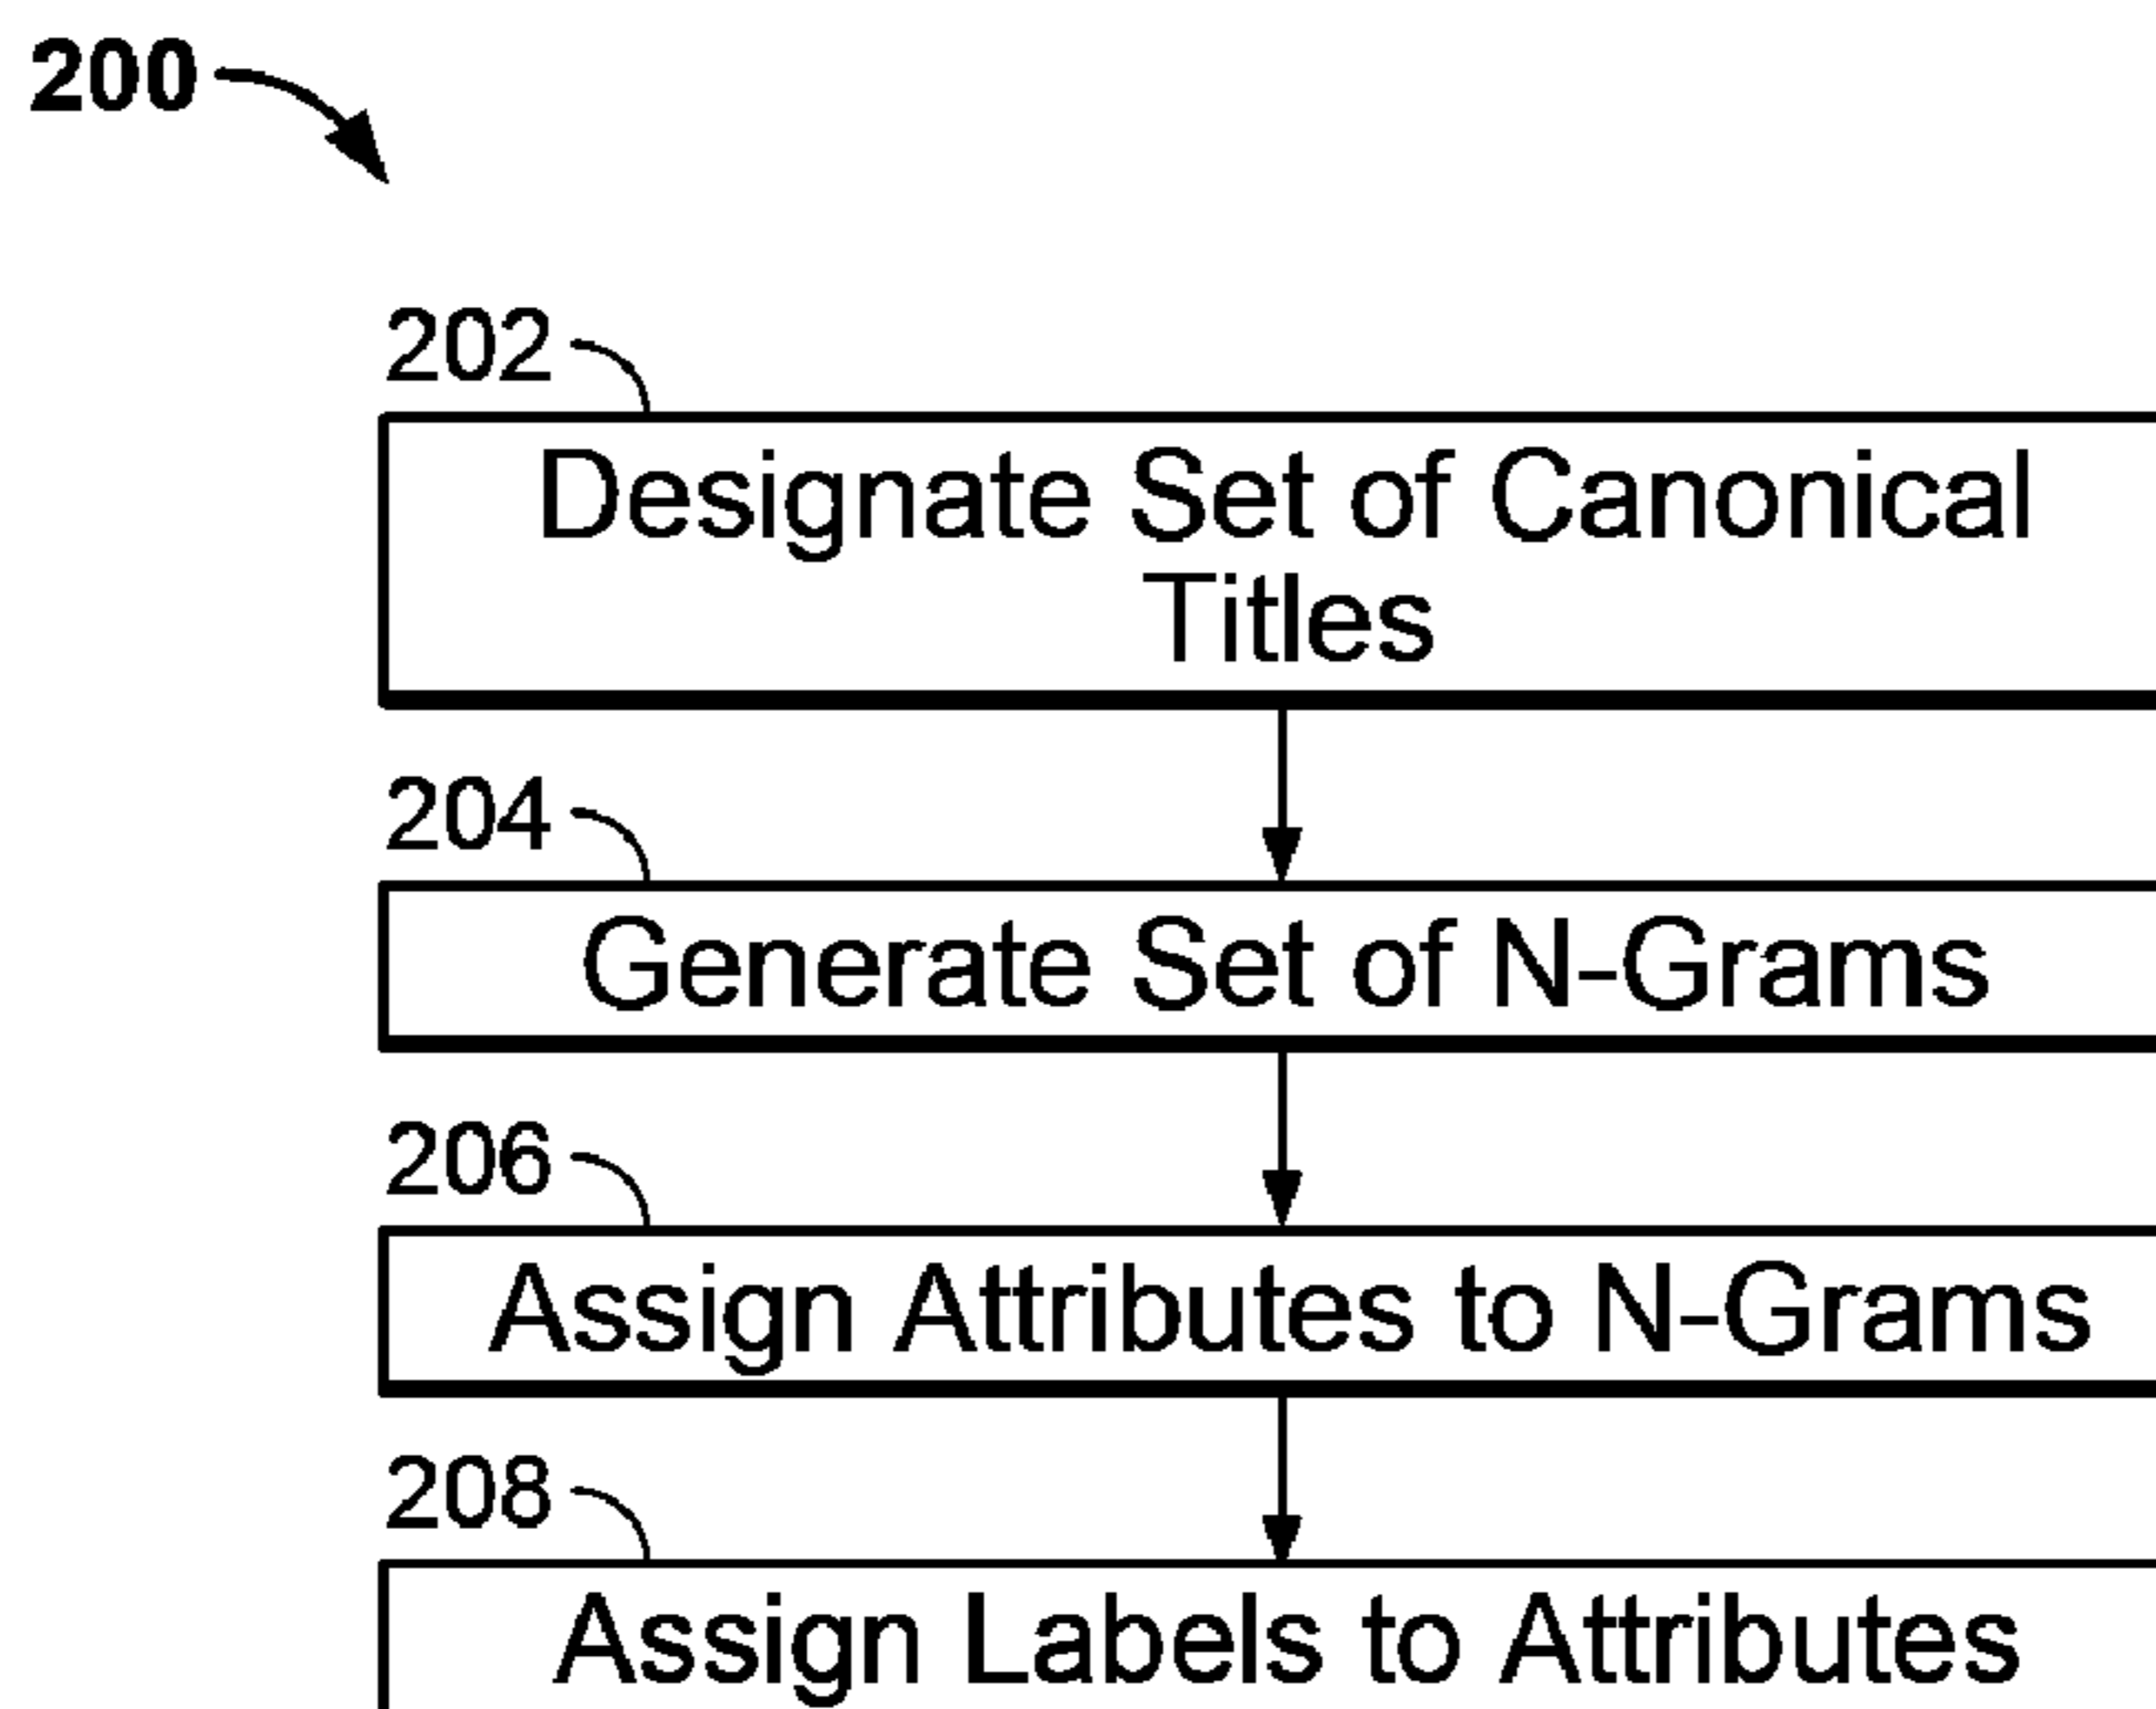 200
202
Designate Set of Canonical
Titles
204
Generate Set of N-Grams
206
Assign Attributes to N-Grams
208
Assign Labels to Attributes